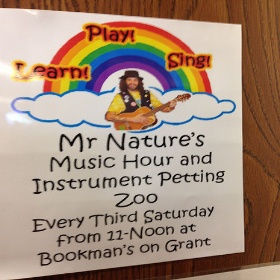 Play!
Learn! Sing!
Mr Nature's
Music Hour and
Instrument Petting
Zoo
Every Third Saturday
from 11-Noon at
Bookman's on Grant